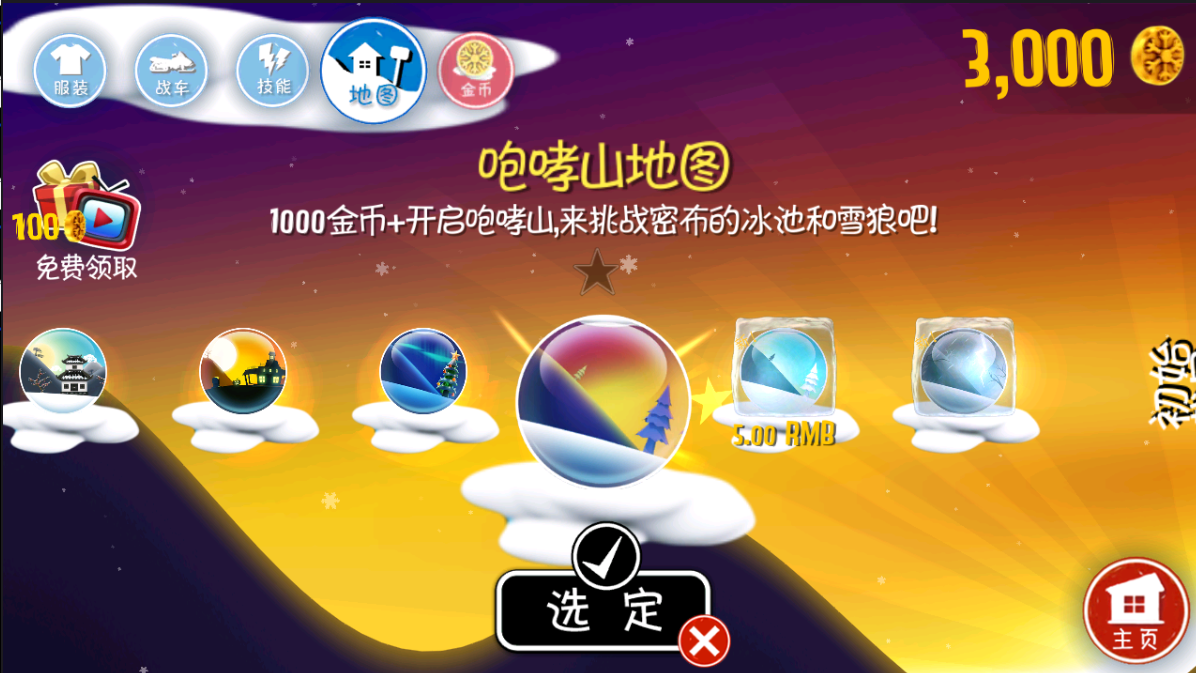 服装
战车
技能
地图
金币
3,000
咆哮山地图
1000金币+开启咆哮山,来挑战密布的冰池和雪狼吧!
100
免费领取
5.00 RMB
初始
选 定
主页